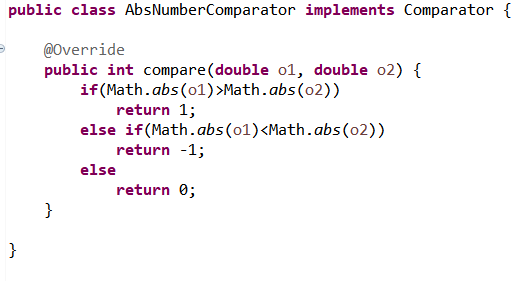 public class AbsNumberComparator implements Comparator {
@Override
public int compare(double o1, double o2) {
if(Math.abs(o1)>Math.abs(o2))
return 1;
else if(Math.abs(o1)<Math.abs(o2))
return -1;
else
return 0;
}
}